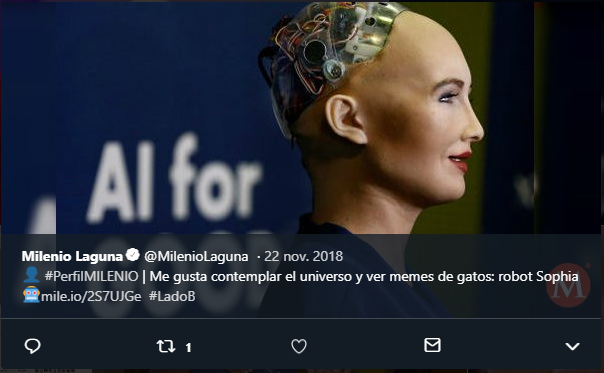 AI for
GOOD
Milenio Laguna @MilenioLaguna · 22 nov. 2018
👤 #PerfilMILENIO | Me gusta contemplar el universo y ver memes de gatos: robot Sophia
🤖mile.io/2S7UJGe #LadoB
M
1